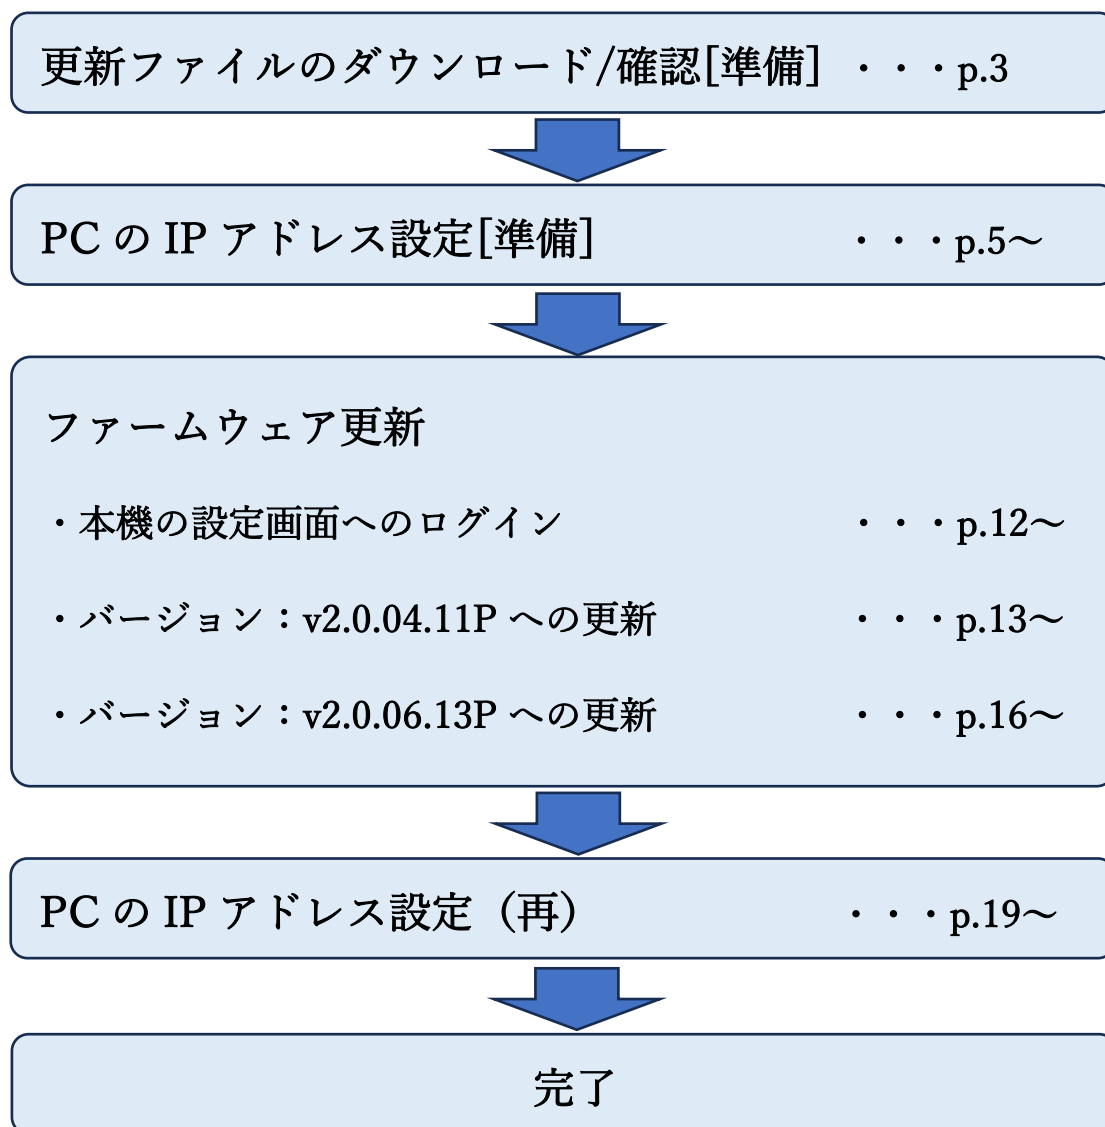 更新ファイルのダウンロード/確認[準備] ・・・p.3
PC の IP アドレス設定[準備] ・・・p.5～
ファームウェア更新
・本機の設定画面へのログイン ・・・p.12～
・バージョン：v2.0.04.11P への更新 ・・・p.13～
・バージョン：v2.0.06.13P への更新 ・・・p.16～
PC の IP アドレス設定（再） ・・・p.19～
完了